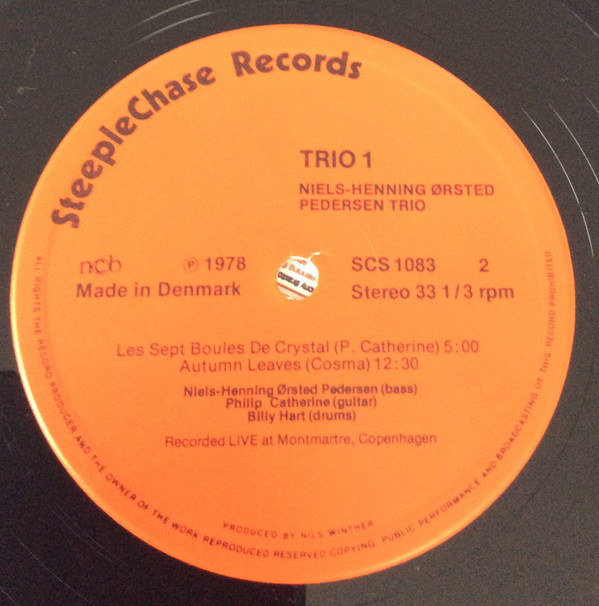 SteepleChase Records
TRIO 1
NIELS-HENNING ØRSTED
PEDERSEN TRIO
ncb ℗ 1978 SCS 1083 2
Made in Denmark Stereo 33 1/3 rpm
Les Sept Boules De Crystal (P. Catherine) 5:00
Autumn Leaves (Cosma) 12:30
Niels-Henning Ørsted Pedersen (bass)
Philip Catherine (guitar)
Billy Hart (drums)
Recorded LIVE at Montmartre, Copenhagen
PRODUCED BY NILS WINTHER
ALL RIGHTS THE RECORD PRODUCER AND THE OWNER OF THE WORK REPRODUCED RESERVED COPYING. PUBLIC PERFORMANCE AND BROADCASTING OF THIS RECORD PROHIBITED